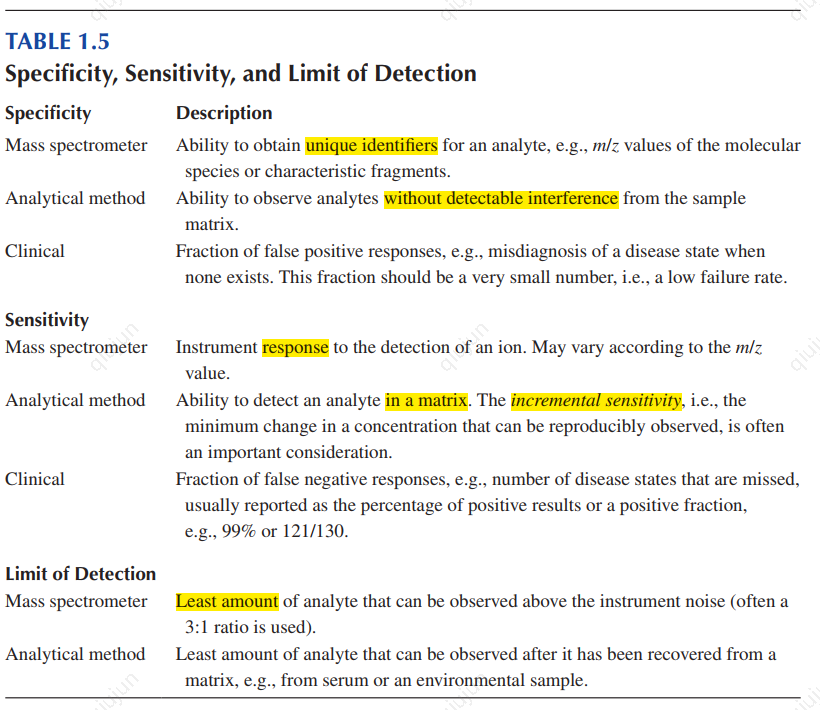 TABLE 1.5
Specificity, Sensitivity, and Limit of Detection
Specificity Description
Mass spectrometer Ability to obtain unique identifiers for an analyte, e.g., m/z values of the molecular
species or characteristic fragments.
Analytical method Ability to observe analytes without detectable interference from the sample
matrix.
Clinical Fraction of false positive responses, e.g., misdiagnosis of a disease state when
none exists. This fraction should be a very small number, i.e., a low failure rate.
Sensitivity
Mass spectrometer Instrument response to the detection of an ion. May vary according to the m/z
value.
Analytical method Ability to detect an analyte in a matrix. The incremental sensitivity, i.e., the
minimum change in a concentration that can be reproducibly observed, is often
an important consideration.
Clinical Fraction of false negative responses, e.g., number of disease states that are missed,
usually reported as the percentage of positive results or a positive fraction,
e.g., 99% or 121/130.
Limit of Detection
Mass spectrometer Least amount of analyte that can be observed above the instrument noise (often a
3:1 ratio is used).
Analytical method Least amount of analyte that can be observed after it has been recovered from a
matrix, e.g., from serum or an environmental sample.
qiujun
qiujun